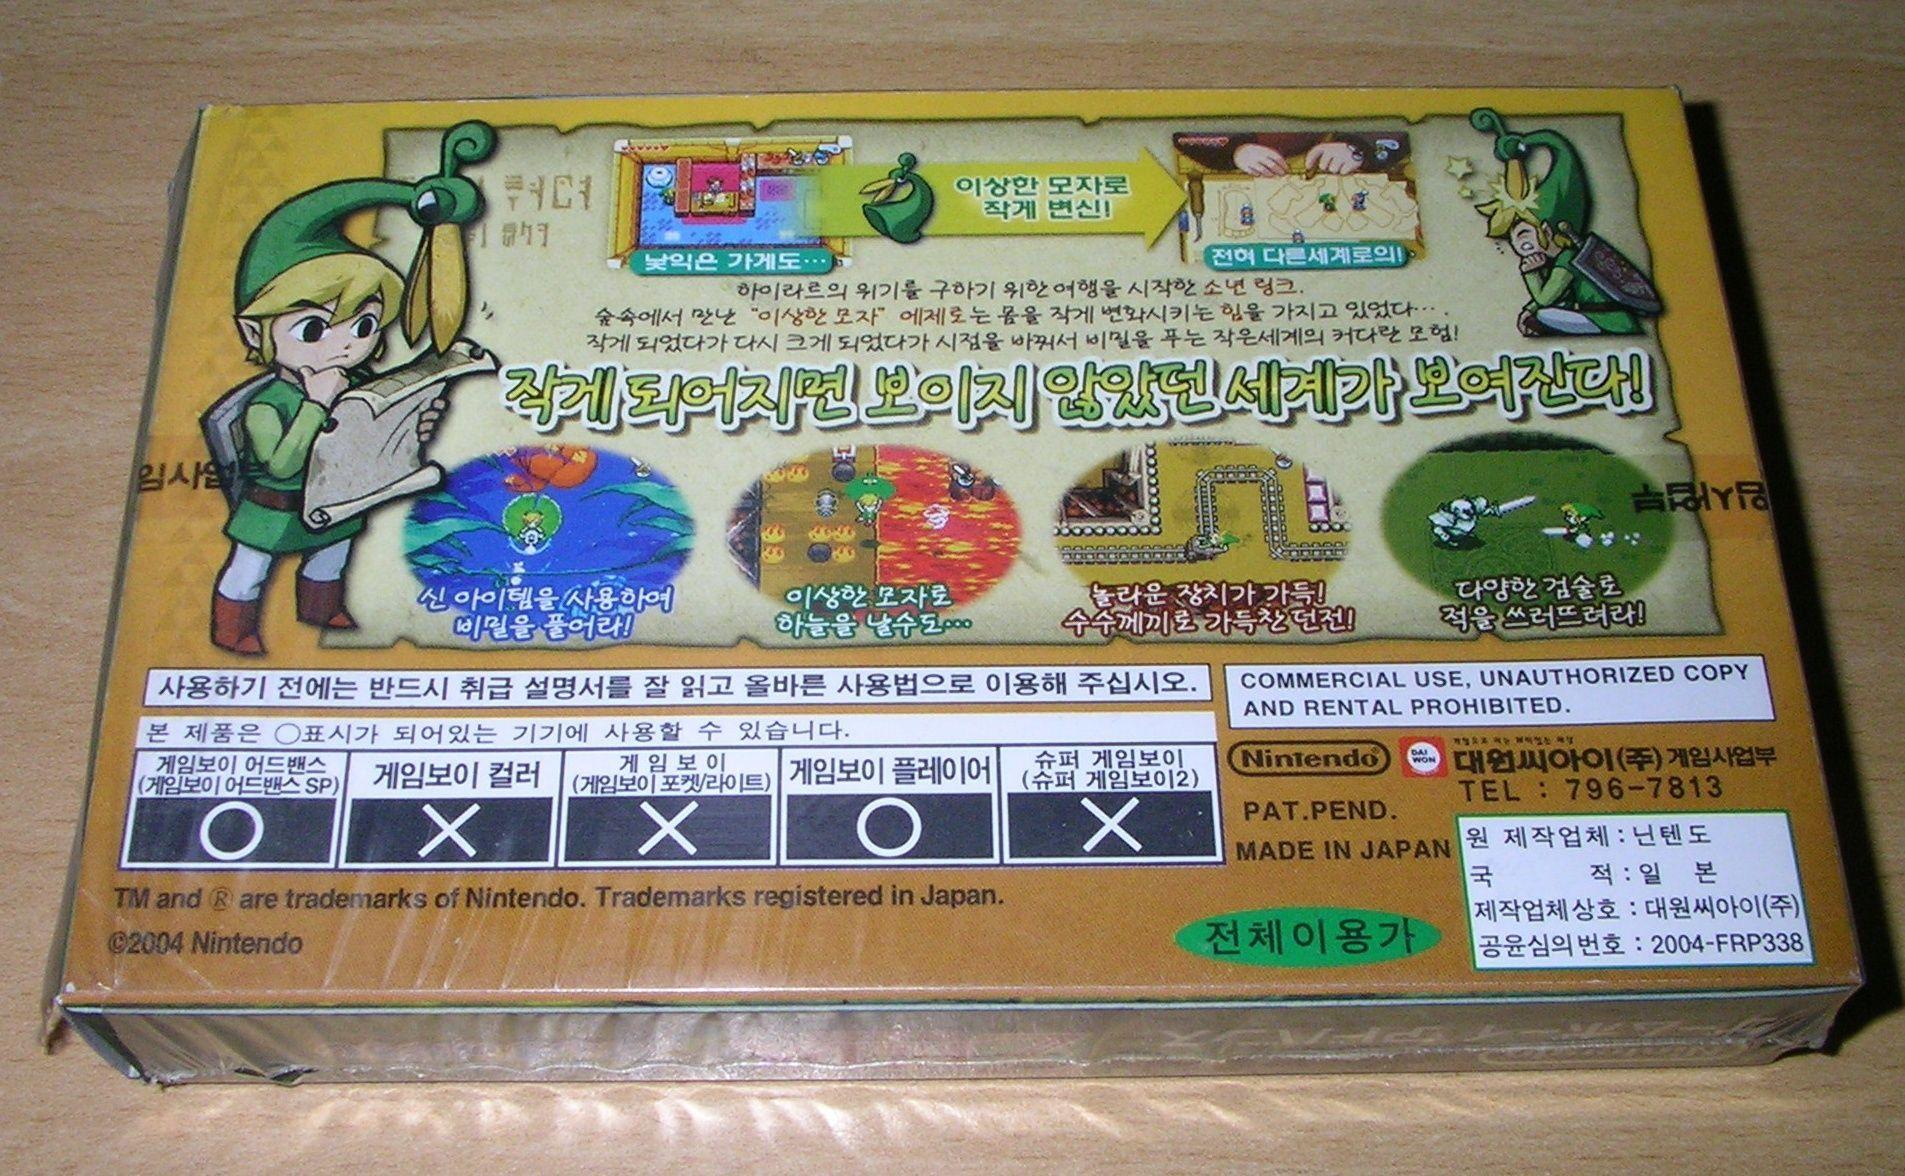 이상한 모자로
작게 변신!
낯익은 가게도…
전혀 다른세계로의!
하이라르의 위기를 구하기 위한 여행을 시작한 소년 링크.
숲속에서 만난 "이상한 모자" 에제로는 몸을 작게 변화시키는 힘을 가지고 있었다….
작게 되었다가 다시 크게 되었다가 시점을 바꿔서 비밀을 푸는 작은세계의 커다란 모험!
작게 되어지면 보이지 않았던 세계가 보여진다!
임사업부
신 아이템을 사용하여
비밀을 풀어라!
이상한 모자로
하늘을 날수도…
놀라운 장치가 가득!
수수께끼로 가득찬 던전!
다양한 검술로
적을 쓰러뜨려라!
사용하기 전에는 반드시 취급 설명서를 잘 읽고 올바른 사용법으로 이용해 주십시오.
COMMERCIAL USE, UNAUTHORIZED COPY
AND RENTAL PROHIBITED.
본 제품은 ○표시가 되어있는 기기에 사용할 수 있습니다.
게임보이 어드밴스
(게임보이 어드밴스 SP)
게임보이 컬러
게임보이
(게임보이 포켓/라이트)
게임보이 플레이어
슈퍼 게임보이
(슈퍼 게임보이2)
○ × × ○ ×
Nintendo®
DAI
WON
대원씨아이(주) 게임사업부
TEL : 796-7813
PAT.PEND.
MADE IN JAPAN
원 제작업체 : 닌텐도
국 적 : 일 본
제작업체상호 : 대원씨아이(주)
공윤심의번호 : 2004-FRP338
TM and ® are trademarks of Nintendo. Trademarks registered in Japan.
©2004 Nintendo
전체이용가